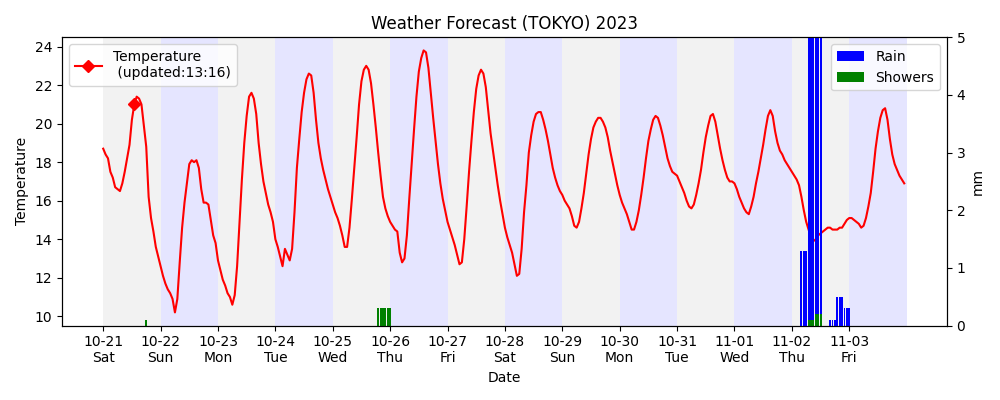 Weather Forecast (TOKYO) 2023
Temperature
(updated:13:16)
Rain
Showers
Temperature
24
22
20
18
16
14
12
10
5
4
3
2
1
0
mm
10-21 10-22 10-23 10-24 10-25 10-26 10-27 10-28 10-29 10-30 10-31 11-01 11-02 11-03
Sat Sun Mon Tue Wed Thu Fri Sat Sun Mon Tue Wed Thu Fri
Date